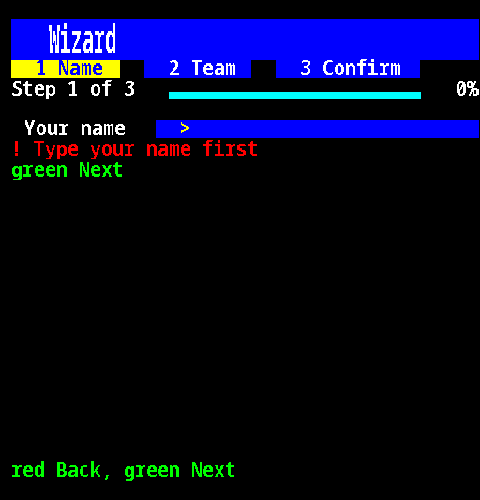 Wizard
1 Name 2 Team 3 Confirm
Step 1 of 3 0%
Your name >
! Type your name first
green Next
red Back, green Next